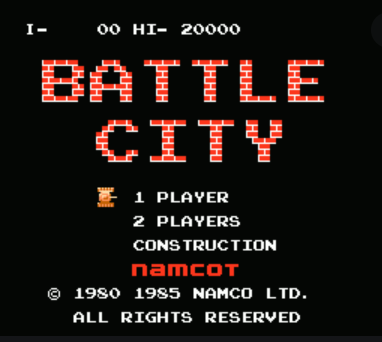 I-     00 HI- 20000
BATTLE
CITY
1 PLAYER
2 PLAYERS
CONSTRUCTION
namcot
© 1980 1985 NAMCO LTD.
ALL RIGHTS RESERVED